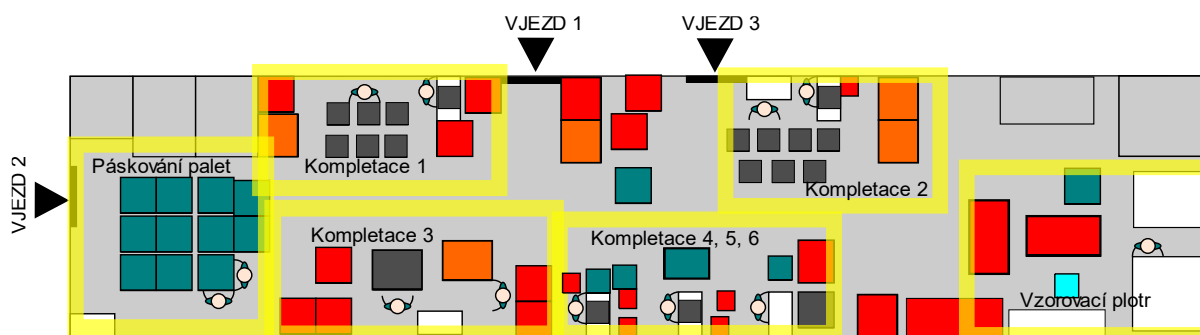 VJEZD 1
VJEZD 3
VJEZD 2
Páskování palet
Kompletace 1
Kompletace 2
Kompletace 3
Kompletace 4, 5, 6
Vzorovací plotr